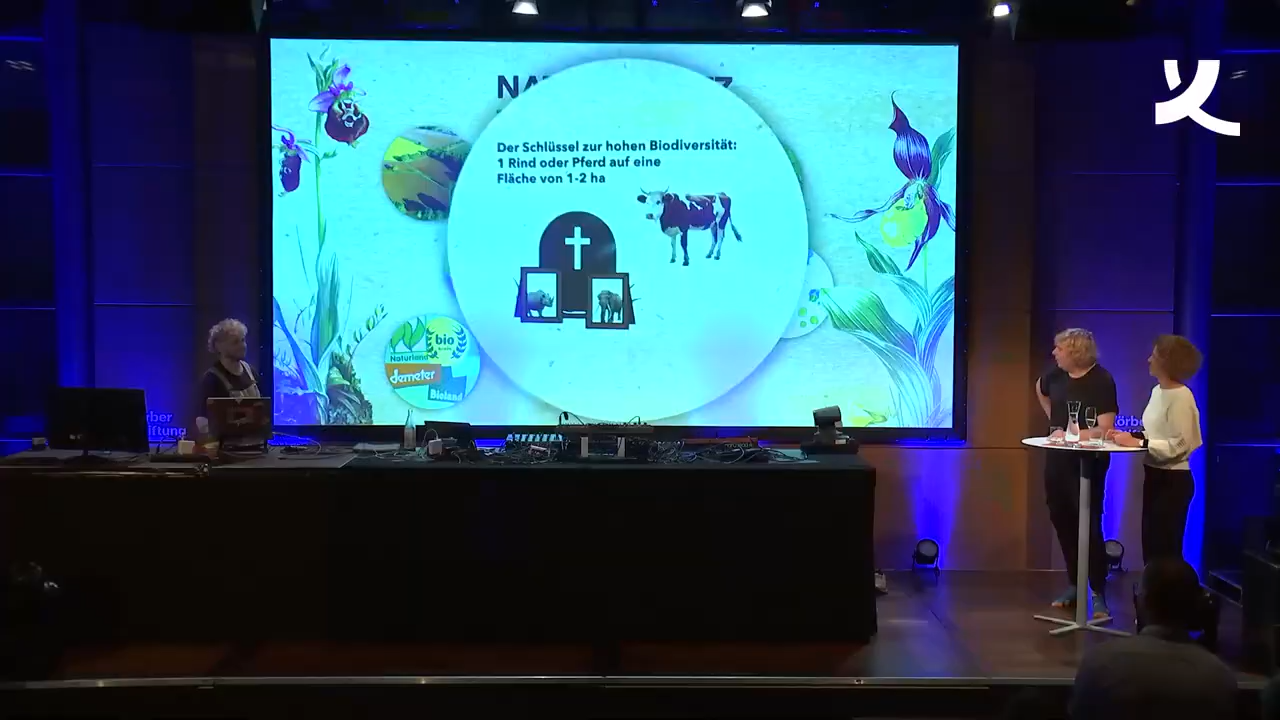 Der Schlüssel zur hohen Biodiversität:
1 Rind oder Pferd auf eine
Fläche von 1-2 ha
Naturland
bio
demeter
Bioland